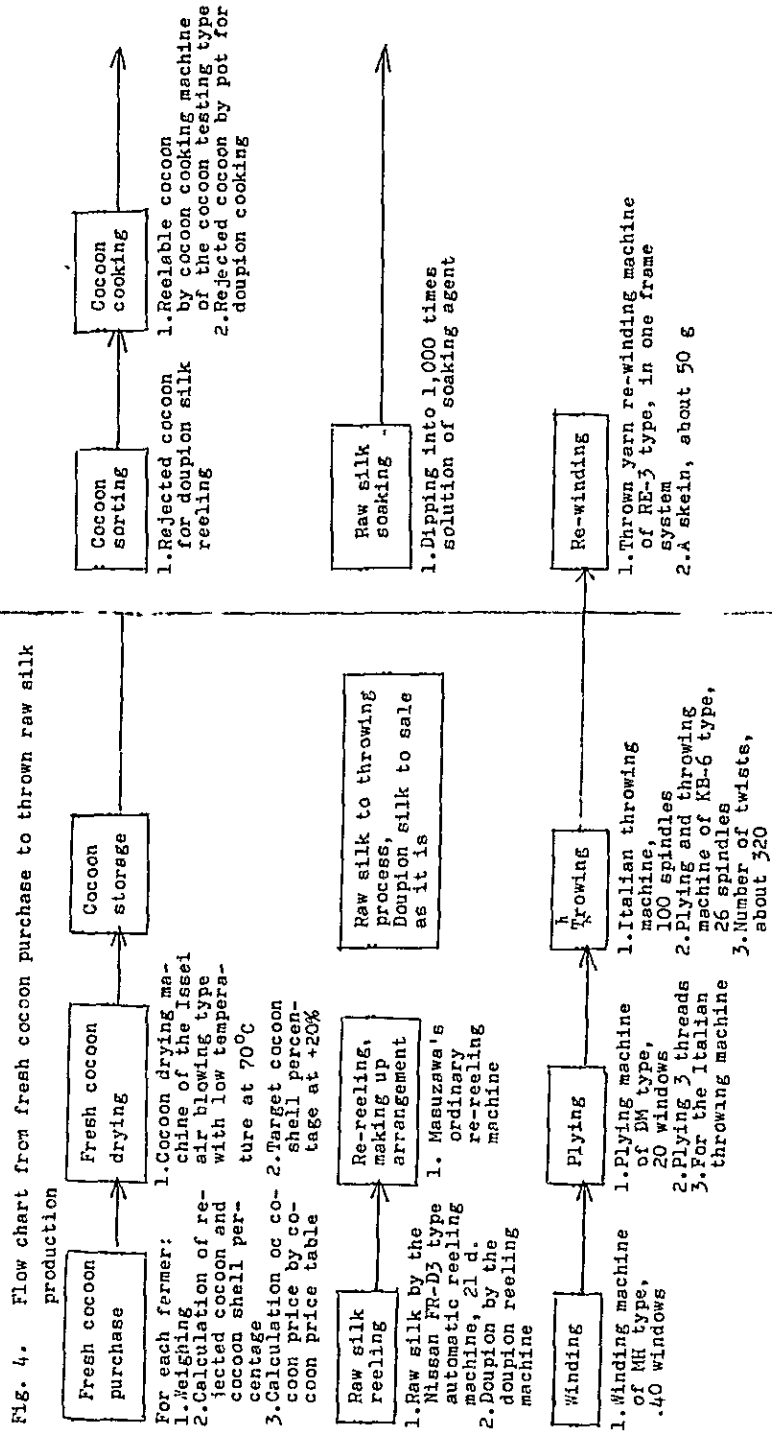 Fig. 4. Flow chart from fresh cocoon purchase to thrown raw silk
production
Fresh cocoon
purchase
For each fermer:
1.Weighing
2.Calculation of re-
jected cocoon and
cocoon shell per-
centage
3.Calculation oc co-
coon price by co-
coon price table
Fresh cocoon
drying
1.Cocoon drying ma-
chine of the Issei
air blowing type
with low tempera-
ture at 70°C
2.Target cocoon
shell percen-
tage at +20%
Cocoon
storage
Cocoon
sorting
1.Rejected cocoon
for doupion silk
reeling
Cocoon
cooking
1.Reelable cocoon
by cocoon cooking machine
of the cocoon testing type
2.Rejected cocoon by pot for
doupion cooking
Raw silk
reeling
1.Raw silk by the
Nissan FR-D3 type
automatic reeling
machine, 21 d.
2.Doupion by the
doupion reeling
machine
Re-reeling,
making up
arrangement
1. Masuzawa's
ordinary
re-reeling
machine
Raw silk to throwing
process,
Doupion silk to sale
as it is
Raw silk
soaking
1.Dipping into 1,000 times
solution of soaking agent
Winding
1.Winding machine
of MH type,
.40 windows
Plying
1.Plying machine
of DM type,
20 windows
2.Plying 3 threads
3.For the Italian
throwing machine
h
Trowing
1.Italian throwing
machine,
100 spindles
2.Plying and throwing
machine of KB-6 type,
26 spindles
3.Number of twists,
about 320
Re-winding
1.Thrown yarn re-winding machine
of RE-3 type, in one frame
system
2.A skein, about 50 g